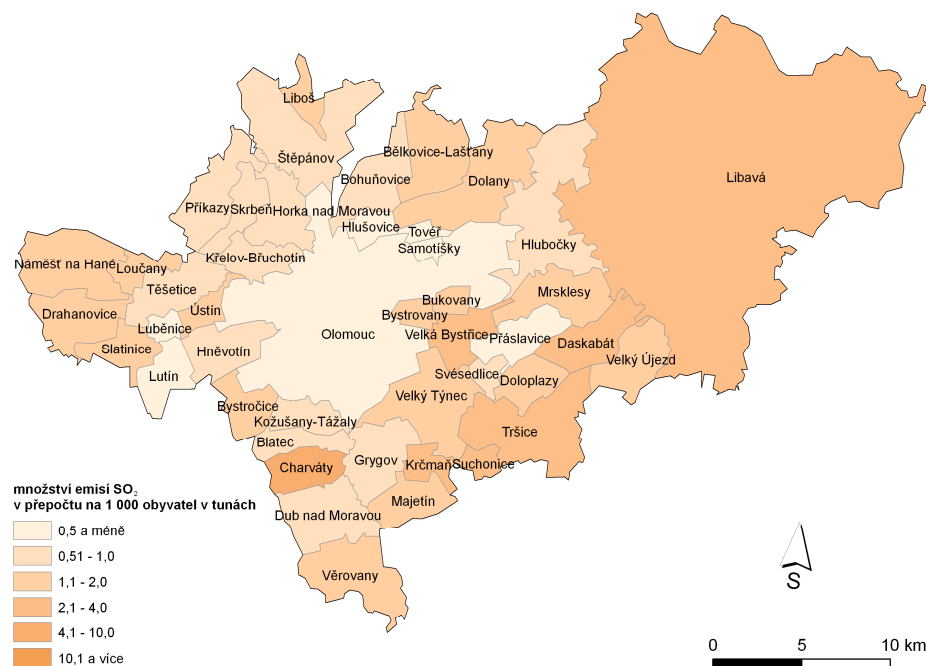 Liboš
Štěpánov
Bělkovice-Lašťany
Bohuňovice
Dolany
Libavá
Příkazy
Skrbeň
Horka nad Moravou
Hlušovice
Tovéř
Samotíšky
Hlubočky
Křelov-Břuchotín
Náměšť na Hané
Loučany
Těšetice
Mrsklesy
Bukovany
Ústín
Drahanovice
Bystrovany
Luběnice
Olomouc
Velká Bystřice
Přáslavice
Daskabát
Slatinice
Hněvotín
Velký Újezd
Lutín
Svésedlice
Doloplazy
Velký Týnec
Bystročice
Kožušany-Tážaly
Tršice
Blatec
Charváty
Grygov
Krčmaň
Suchonice
množství emisí SO₂
v přepočtu na 1 000 obyvatel v tunách
Majetín
Dub nad Moravou
0,5 a méně
0,51 - 1,0
1,1 - 2,0
2,1 - 4,0
4,1 - 10,0
10,1 a více
Věrovany
S
0 5 10 km